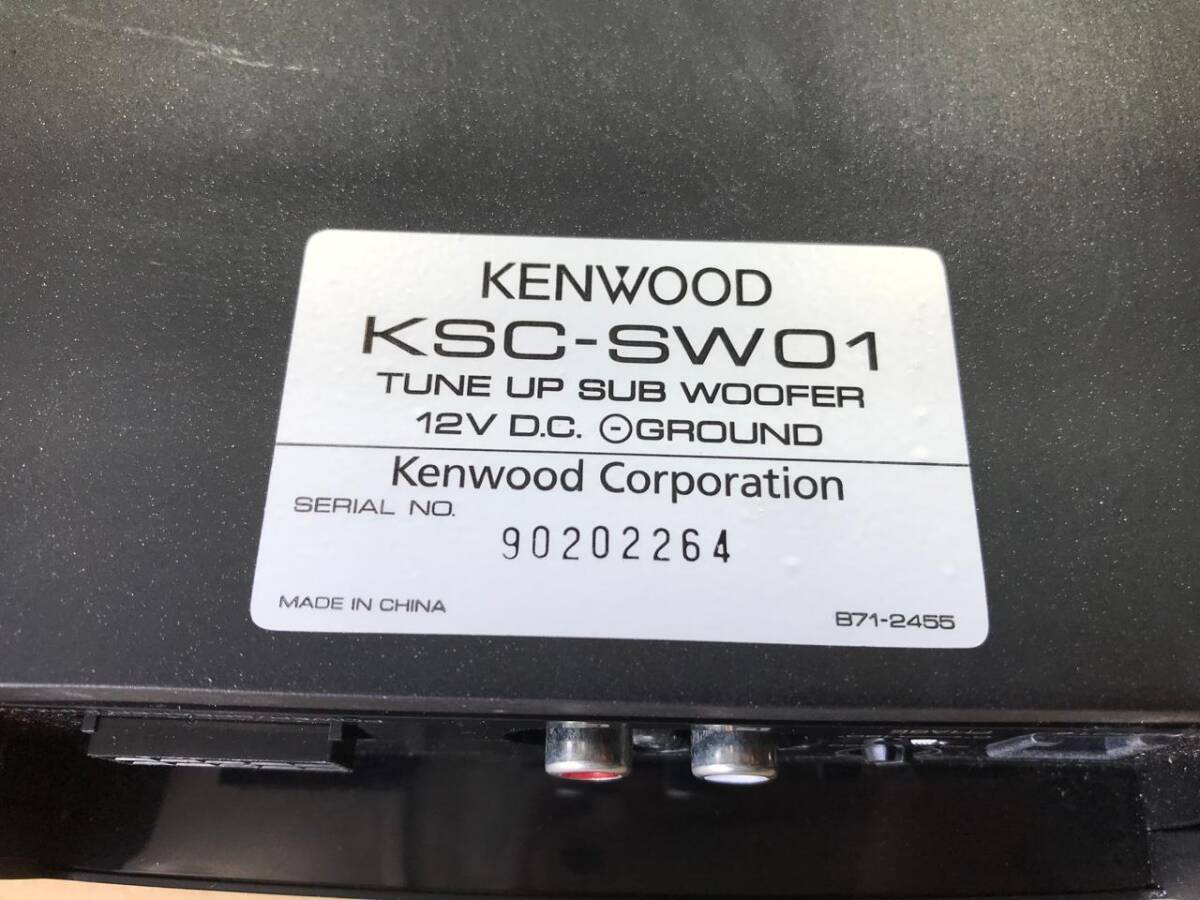 KENWOOD
KSC-SW01
TUNE UP SUB WOOFER
12V D.C. ⊖GROUND
Kenwood Corporation
SERIAL NO.
90202264
MADE IN CHINA
B71-2455